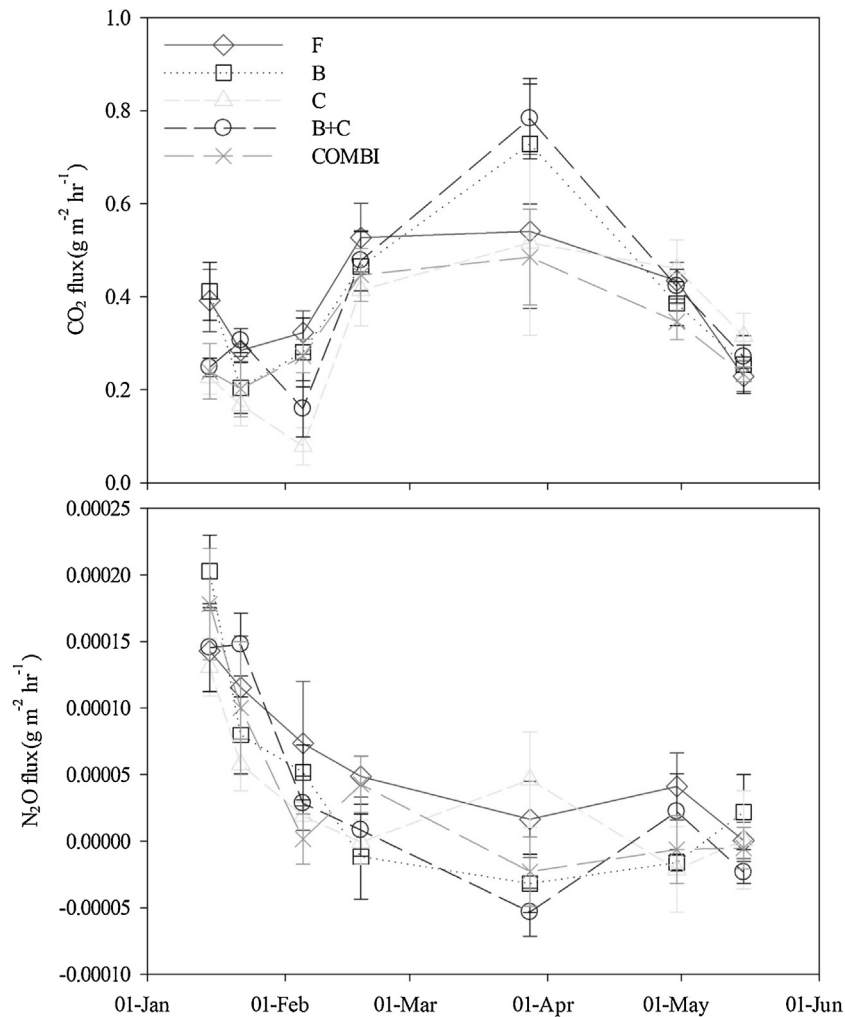 1.0
F
B
0.8
C
B+C
COMBI
0.6
CO2 flux(g m-2 hr-1)
0.4
0.2
0.0
0.00025
0.00020
0.00015
0.00010
N2O flux(g m-2 hr-1)
0.00005
0.00000
-0.00005
-0.00010
01-Jan 01-Feb 01-Mar 01-Apr 01-May 01-Jun